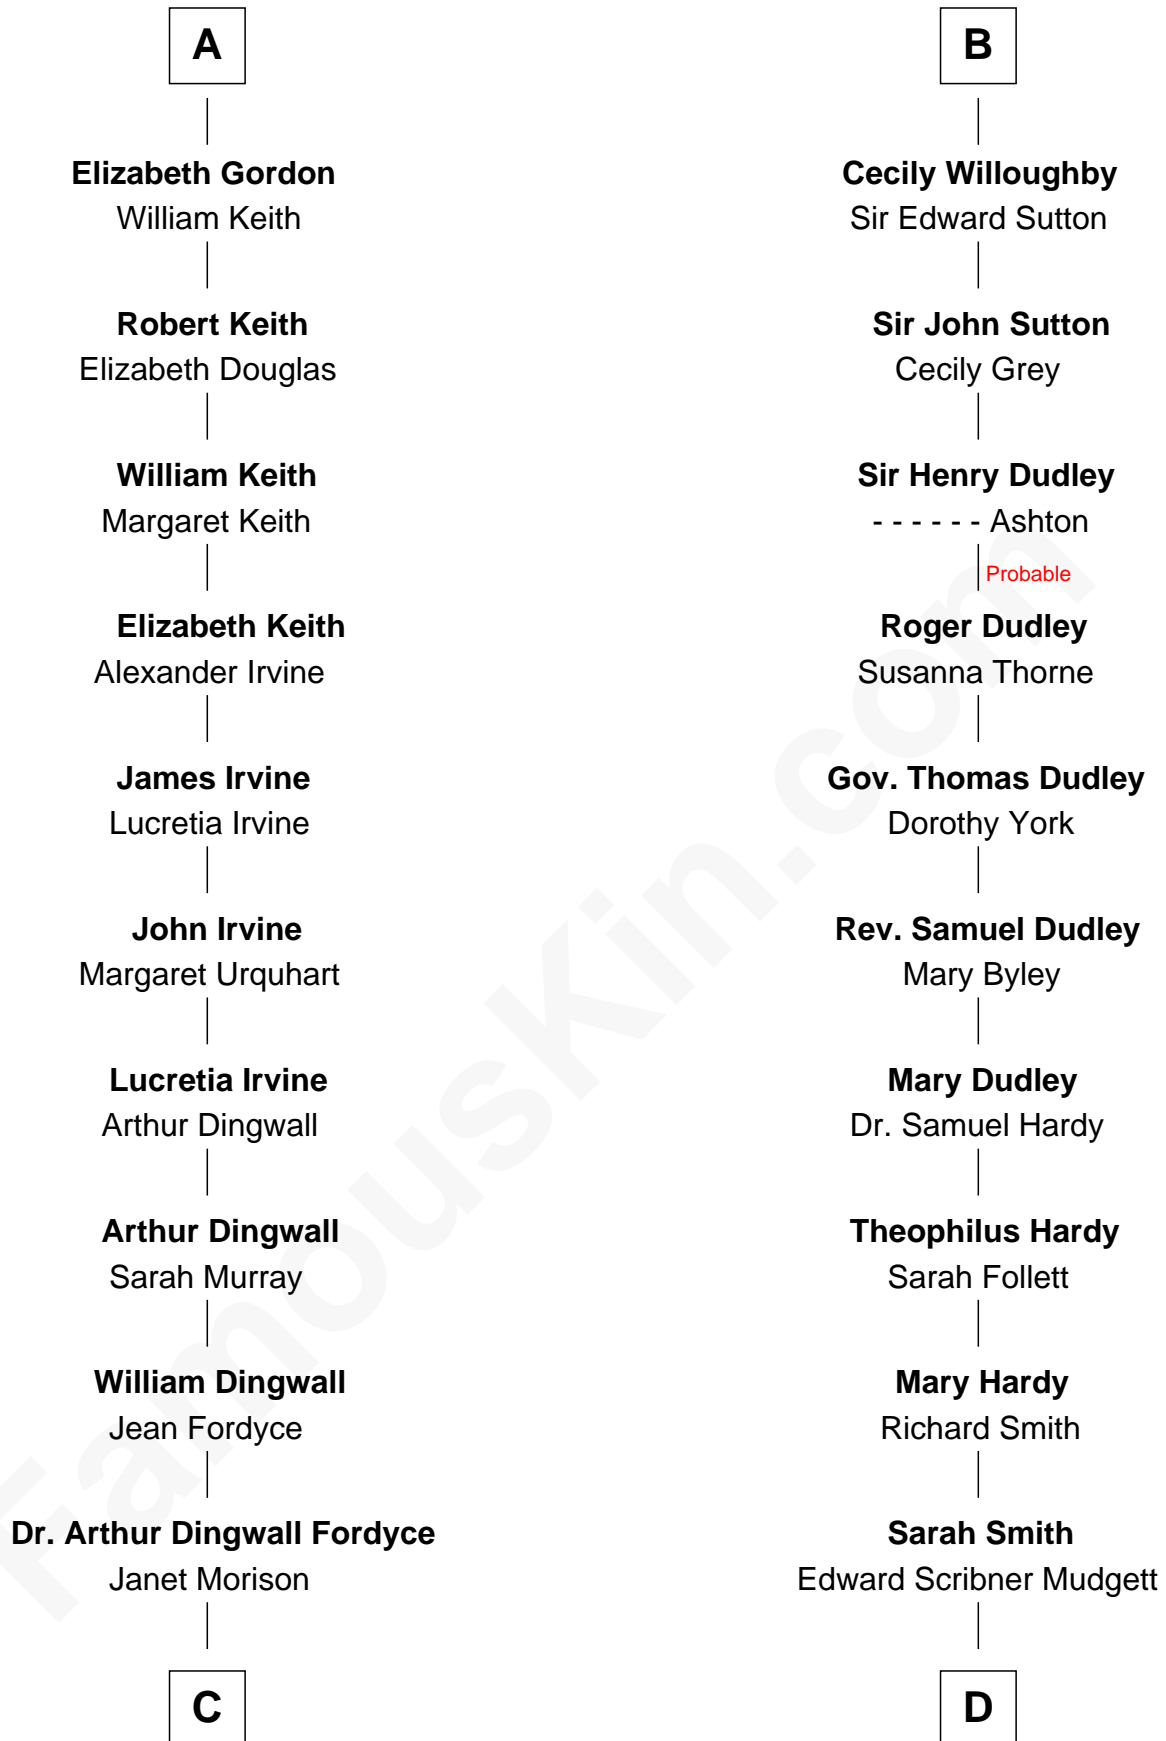 A
Elizabeth Gordon
William Keith
Robert Keith
Elizabeth Douglas
William Keith
Margaret Keith
Elizabeth Keith
Alexander Irvine
James Irvine
Lucretia Irvine
John Irvine
Margaret Urquhart
Lucretia Irvine
Arthur Dingwall
Arthur Dingwall
Sarah Murray
William Dingwall
Jean Fordyce
Dr. Arthur Dingwall Fordyce
Janet Morison
C
B
Cecily Willoughby
Sir Edward Sutton
Sir John Sutton
Cecily Grey
Sir Henry Dudley
- - - - - - Ashton
Probable
Roger Dudley
Susanna Thorne
Gov. Thomas Dudley
Dorothy York
Rev. Samuel Dudley
Mary Byley
Mary Dudley
Dr. Samuel Hardy
Theophilus Hardy
Sarah Follett
Mary Hardy
Richard Smith
Sarah Smith
Edward Scribner Mudgett
D
FamousKin.com